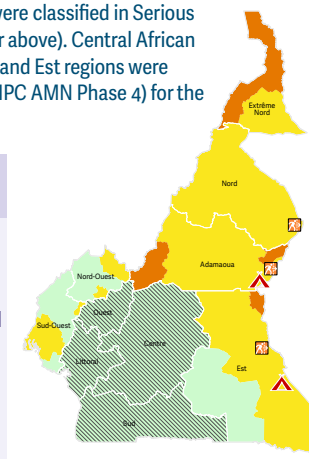 were classified in Serious
r above). Central African
and Est regions were
IPC AMN Phase 4) for the
Extrême
Nord
Nord
Adamaoua
Nord-Ouest
Ouest
Sud-Ouest
Centre
Littoral
Est
Sud